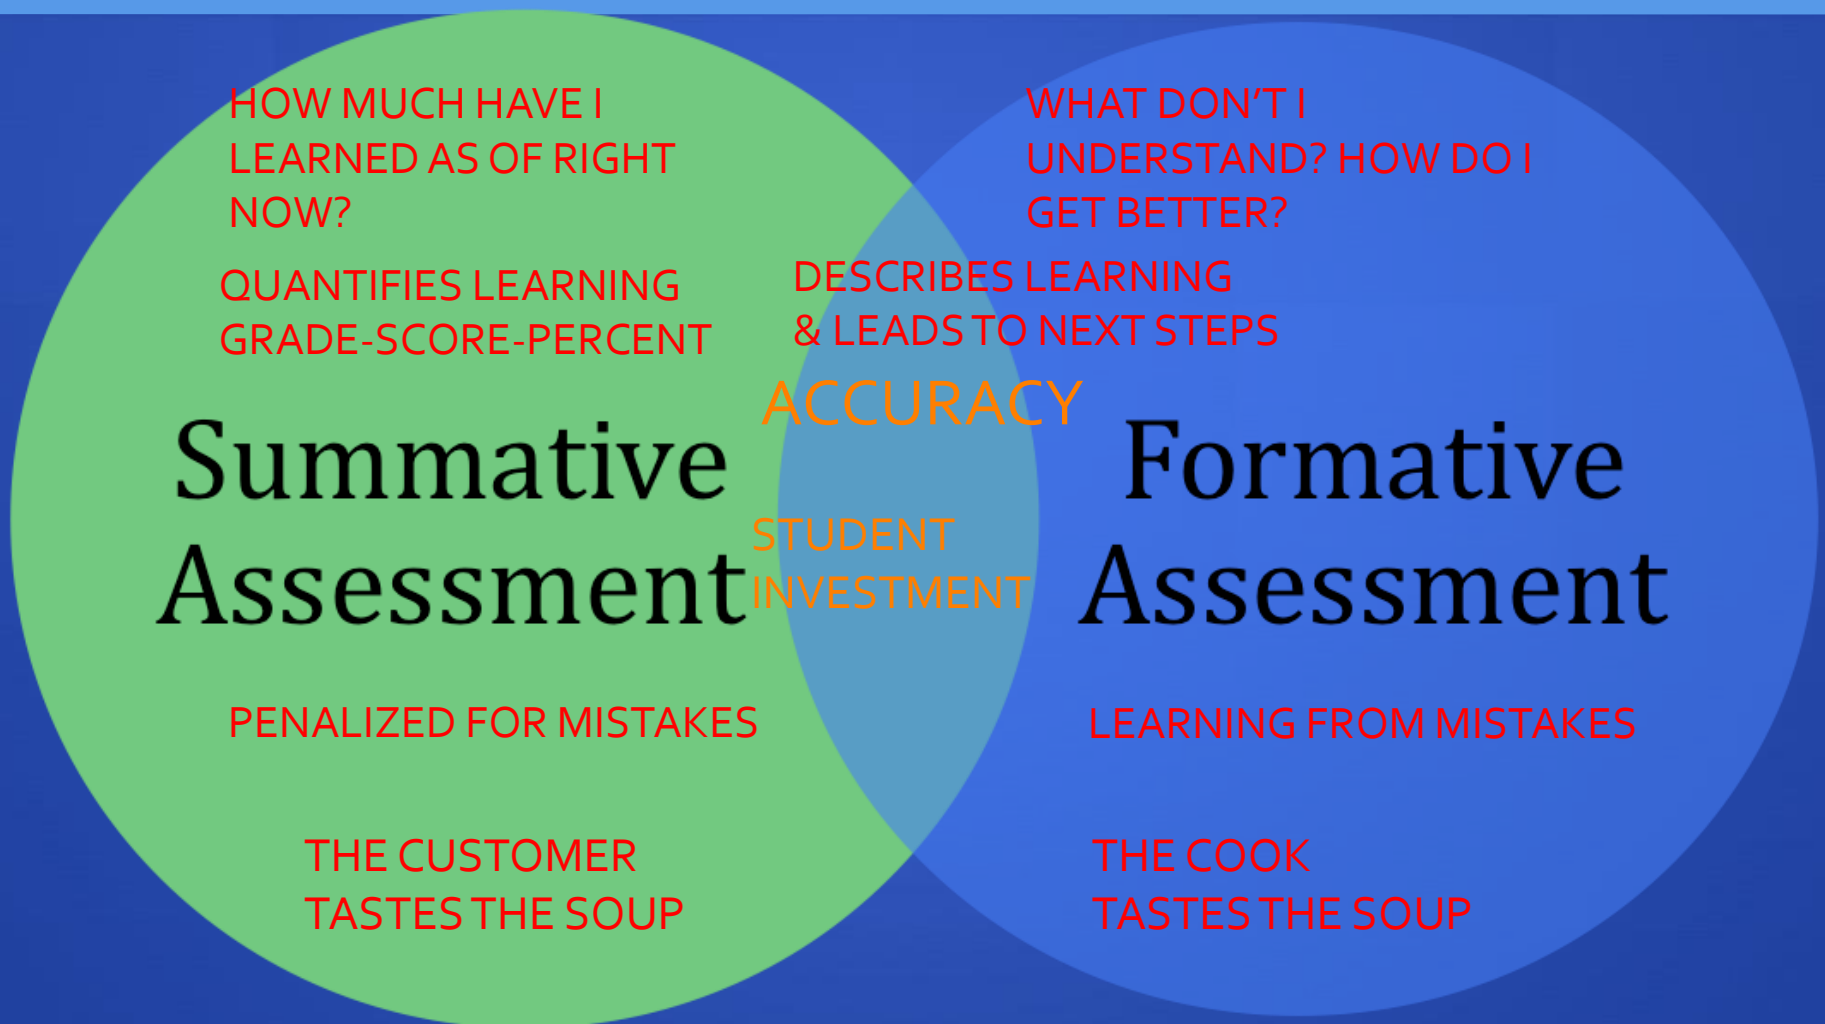 HOW MUCH HAVE I
LEARNED AS OF RIGHT
NOW?
QUANTIFIES LEARNING
GRADE-SCORE-PERCENT
Summative
Assessment
PENALIZED FOR MISTAKES
THE CUSTOMER
TASTES THE SOUP
DESCRIBES LEARNING
& LEADS TO NEXT STEPS
ACCURACY
STUDENT
INVESTMENT
WHAT DON’T I
UNDERSTAND? HOW DO I
GET BETTER?
Formative
Assessment
LEARNING FROM MISTAKES
THE COOK
TASTES THE SOUP